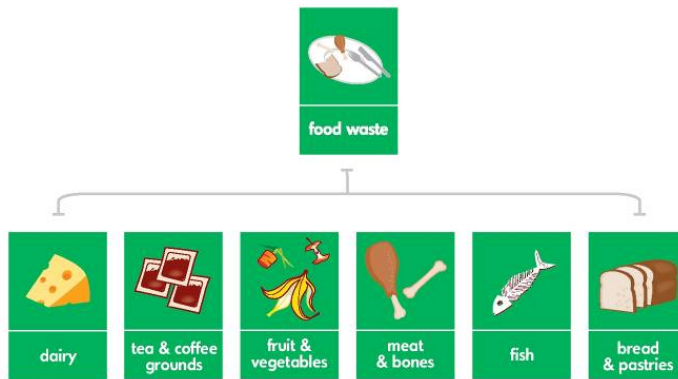 food waste
dairy
tea & coffee
grounds
fruit &
vegetables
meat
& bones
fish
bread
& pastries